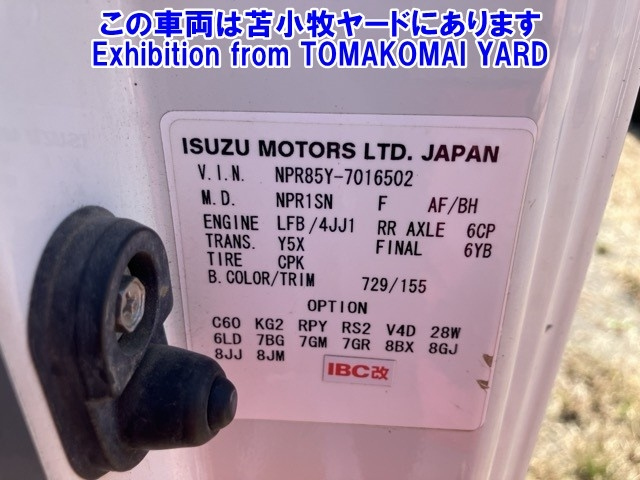 この車両は苫小牧ヤードにあります
Exhibition from TOMAKOMAI YARD
ISUZU MOTORS LTD. JAPAN
V.I.N. NPR85Y-7016502
M.D. NPR1SN F AF/BH
ENGINE LFB/4JJ1 RR AXLE 6CP
TRANS. Y5X FINAL 6YB
TIRE CPK
B.COLOR/TRIM 729/155
OPTION
C60 KG2 RPY RS2 V4D 28W
6LD 7BG 7GM 7GR 8BX 8GJ
8JJ 8JM
IBC改